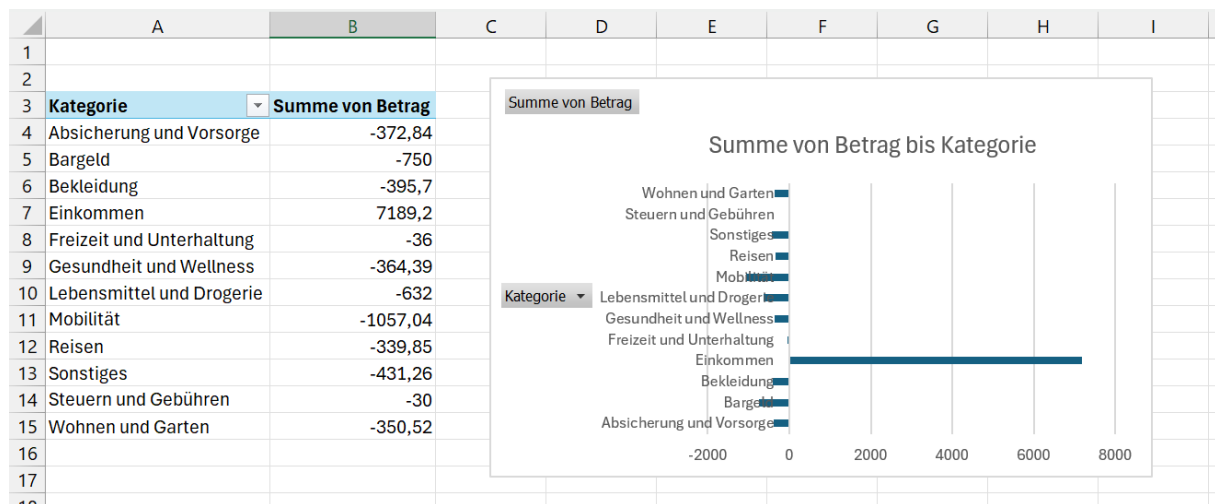 A B C D E F G H I
1
2
3 Kategorie Summe von Betrag
4 Absicherung und Vorsorge -372,84
5 Bargeld -750
6 Bekleidung -395,7
7 Einkommen 7189,2
8 Freizeit und Unterhaltung -36
9 Gesundheit und Wellness -364,39
10 Lebensmittel und Drogerie -632
11 Mobilität -1057,04
12 Reisen -339,85
13 Sonstiges -431,26
14 Steuern und Gebühren -30
15 Wohnen und Garten -350,52
16
17
Summe von Betrag
Summe von Betrag bis Kategorie
Wohnen und Garten
Steuern und Gebühren
Sonstiges
Reisen
Mobilität
Kategorie
Lebensmittel und Drogerie
Gesundheit und Wellness
Freizeit und Unterhaltung
Einkommen
Bekleidung
Bargeld
Absicherung und Vorsorge
-2000 0 2000 4000 6000 8000